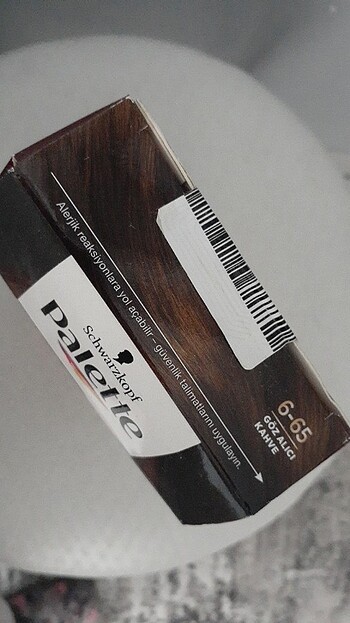 Alerjik reaksiyonlara yol açabilir – güvenlik talimatlarını uygulayın.
Schwarzkopf
Palette
6-65
GÖZ ALICI
KAHVE